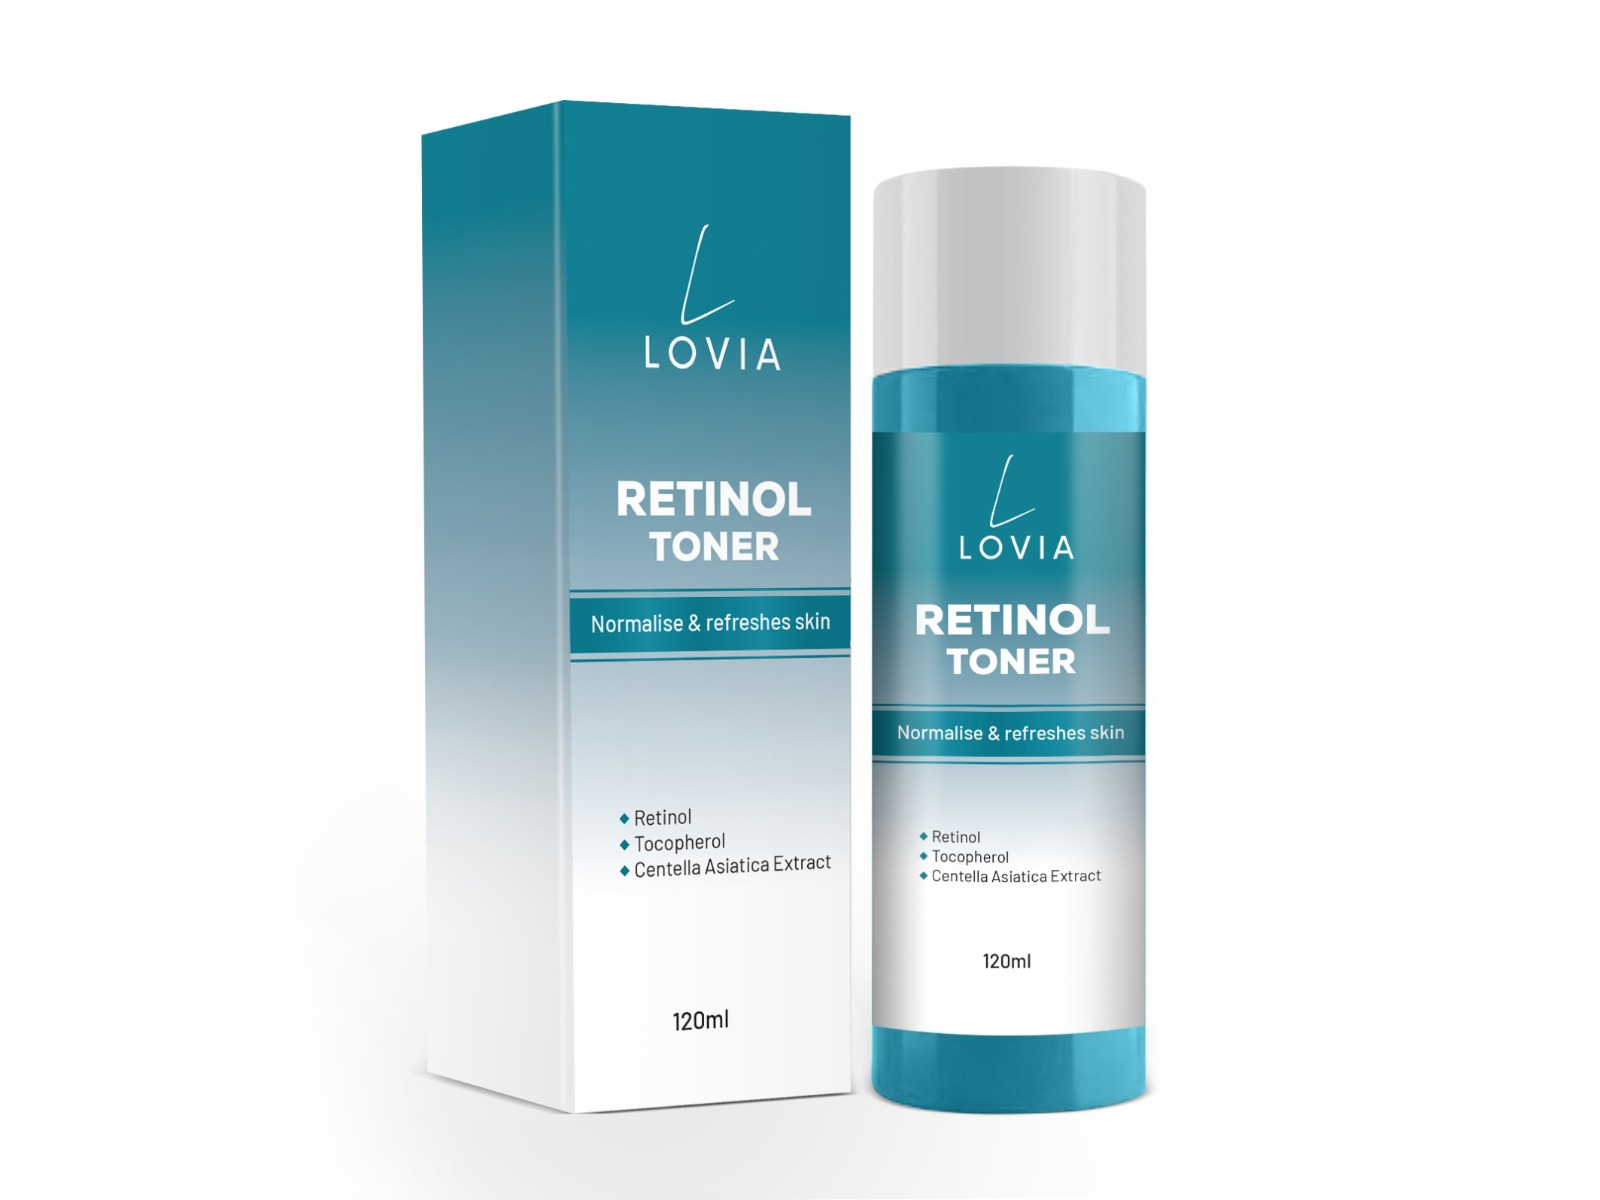 L
LOVIA
RETINOL
TONER
Normalise & refreshes skin
Retinol
Tocopherol
Centella Asiatica Extract
120ml
L
LOVIA
RETINOL
TONER
Normalise & refreshes skin
Retinol
Tocopherol
Centella Asiatica Extract
120ml